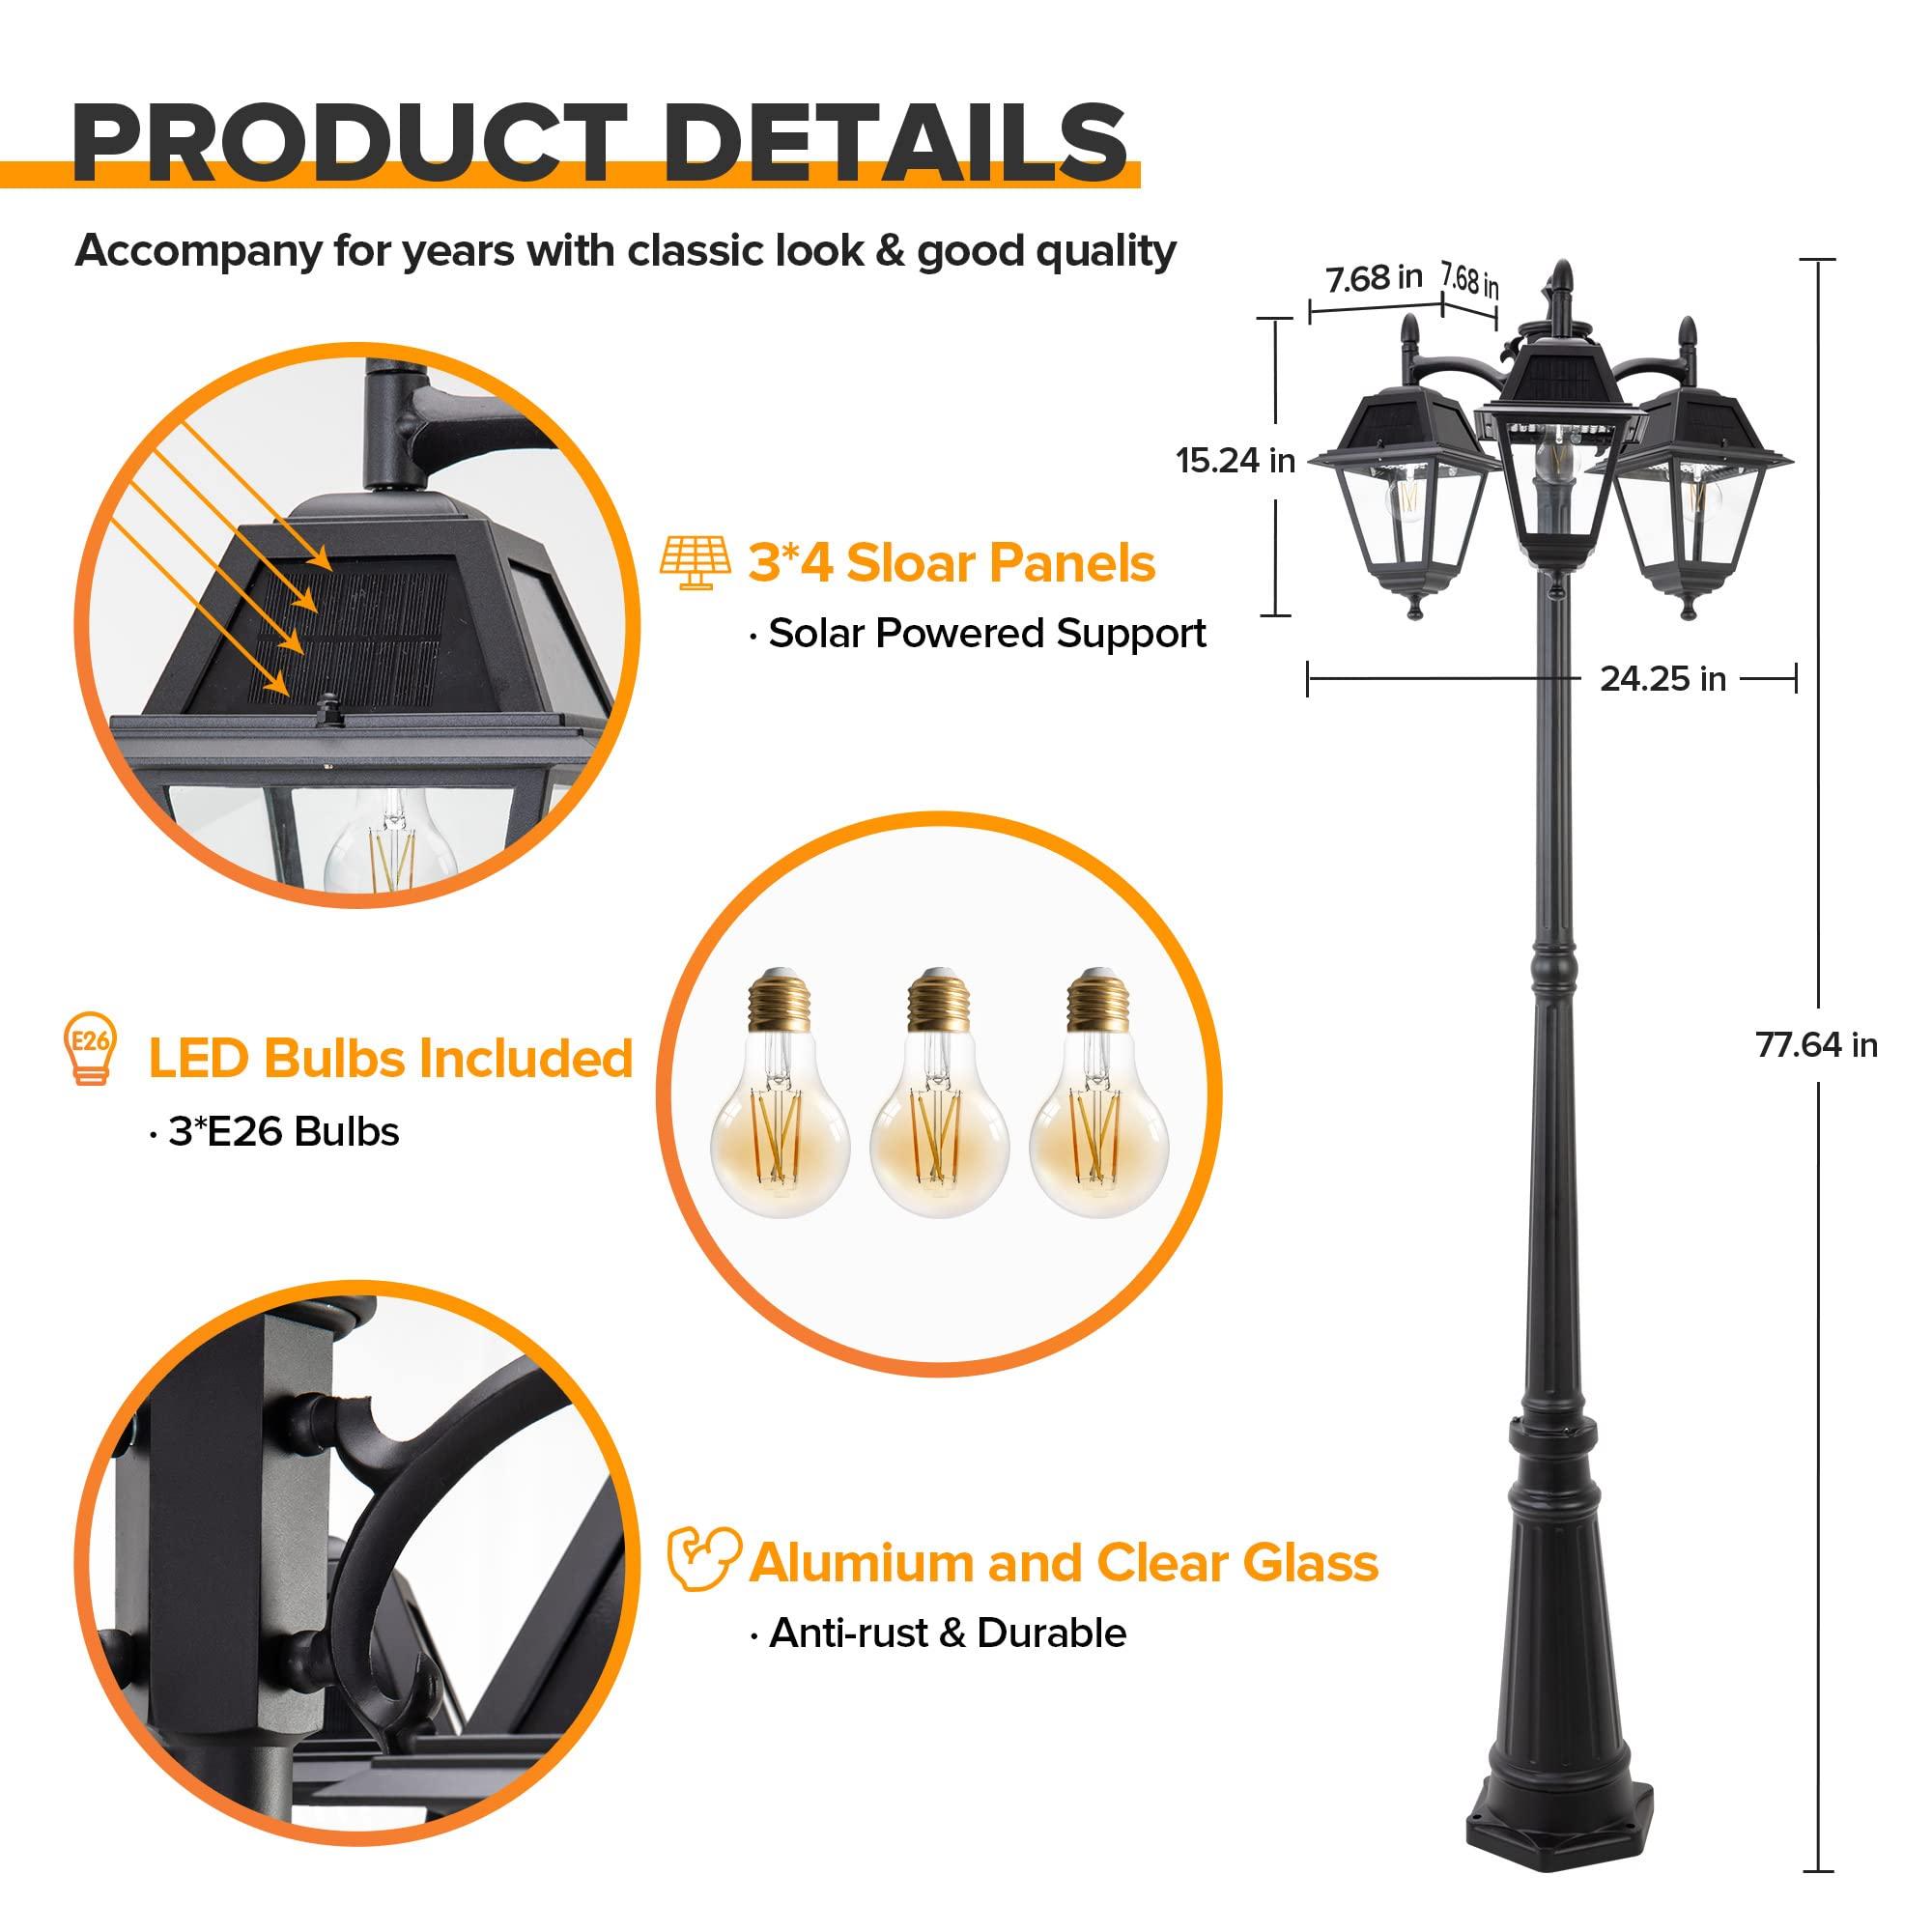 PRODUCT DETAILS
Accompany for years with classic look & good quality
7.68 in 7.68 in
15.24 in
3*4 Sloar Panels
· Solar Powered Support
24.25 in
E26
LED Bulbs Included
· 3*E26 Bulbs
77.64 in
Alumium and Clear Glass
· Anti-rust & Durable